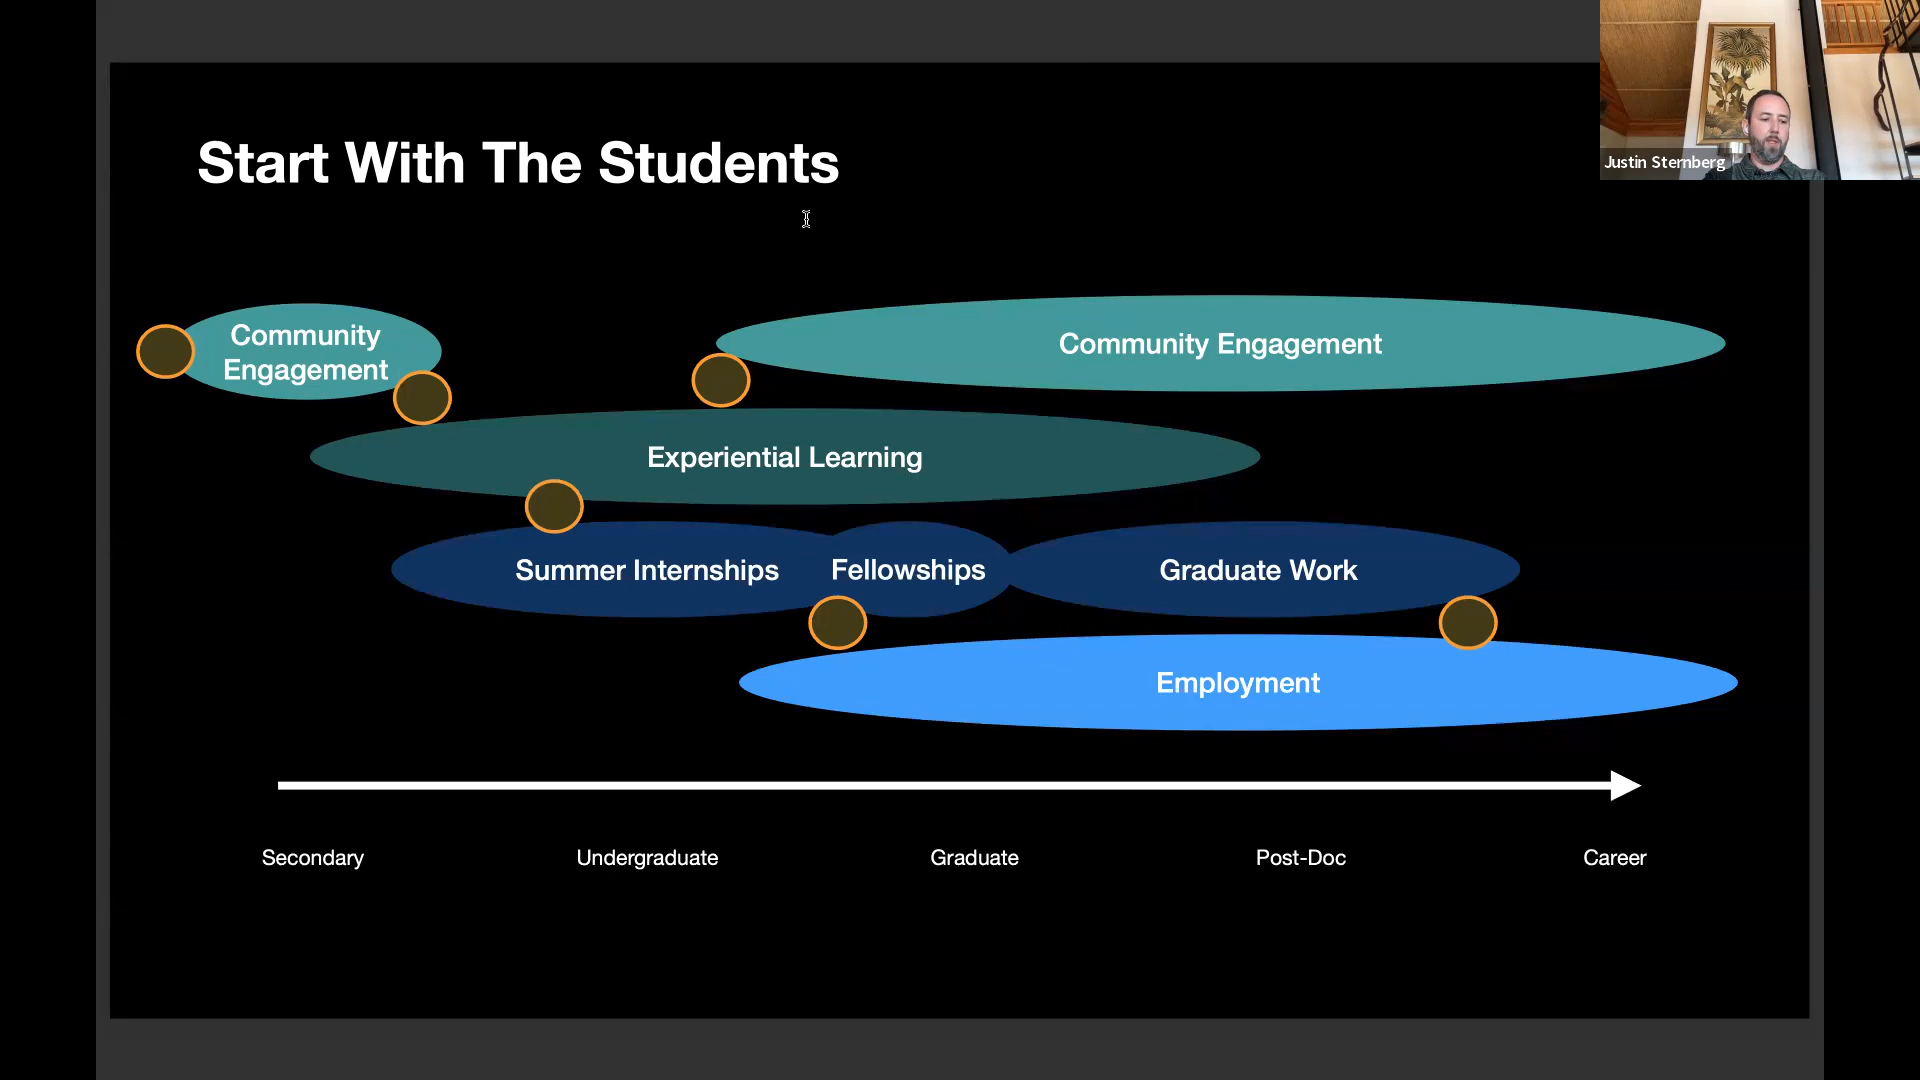 Start With The Students
Justin Sternberg
Community
Engagement
Community Engagement
Experiential Learning
Summer Internships
Fellowships
Graduate Work
Employment
Secondary
Undergraduate
Graduate
Post-Doc
Career